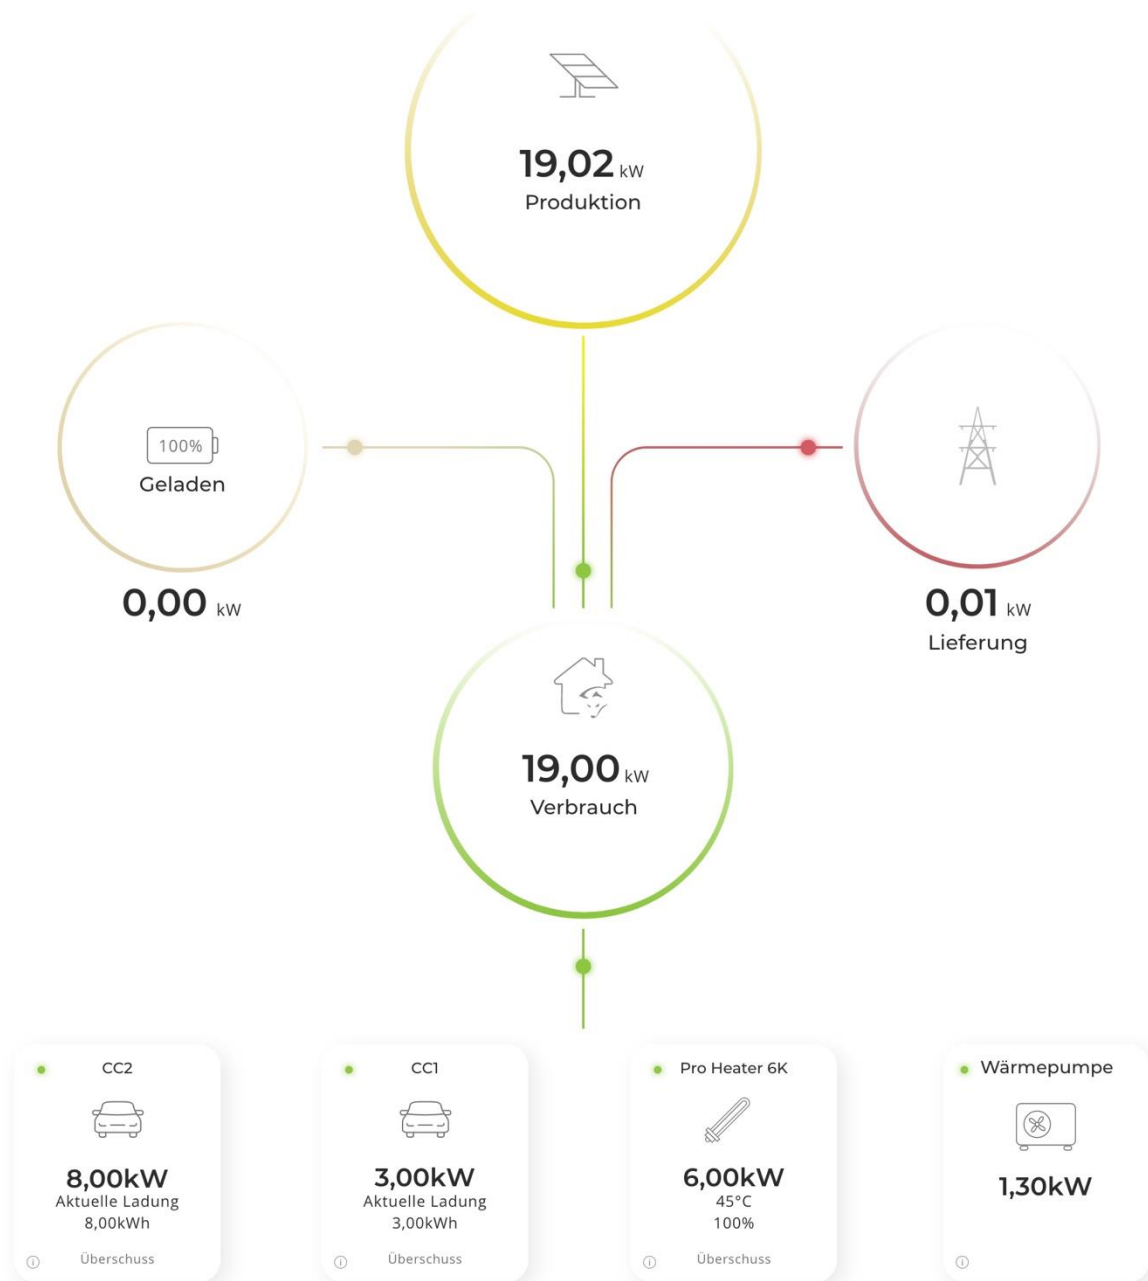 19,02 kW
Produktion
100%
Geladen
0,00 kW
0,01 kW
Lieferung
19,00 kW
Verbrauch
CC2
8,00kW
Aktuelle Ladung
8,00kWh
Überschuss
CC1
3,00kW
Aktuelle Ladung
3,00kWh
Überschuss
Pro Heater 6K
6,00kW
45°C
100%
Überschuss
Wärmepumpe
1,30kW